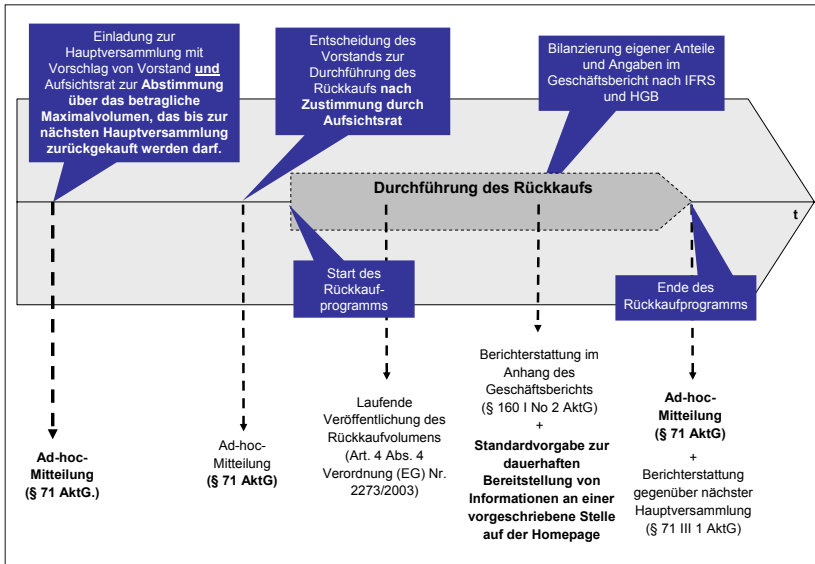 Einladung zur
Hauptversammlung mit
Vorschlag von Vorstand und
Aufsichtsrat zur Abstimmung
über das betragliche
Maximalvolumen, das bis zur
nächsten Hauptversammlung
zurückgekauft werden darf.
Entscheidung des
Vorstands zur
Durchführung des
Rückkaufs nach
Zustimmung durch
Aufsichtsrat
Bilanzierung eigener Anteile
und Angaben im
Geschäftsbericht nach IFRS
und HGB
Durchführung des Rückkaufs
t
Start des
Rückkauf-
programms
Ende des
Rückkaufprogramms
Ad-hoc-
Mitteilung
(§ 71 AktG.)
Ad-hoc-
Mitteilung
(§ 71 AktG)
Laufende
Veröffentlichung des
Rückkaufvolumens
(Art. 4 Abs. 4
Verordnung (EG) Nr.
2273/2003)
Berichterstattung im
Anhang des
Geschäftsberichts
(§ 160 I No 2 AktG)
+
Standardvorgabe zur
dauerhaften
Bereitstellung von
Informationen an einer
vorgeschriebene Stelle
auf der Homepage
Ad-hoc-
Mitteilung
(§ 71 AktG)
+
Berichterstattung
gegenüber nächster
Hauptversammlung
(§ 71 III 1 AktG)